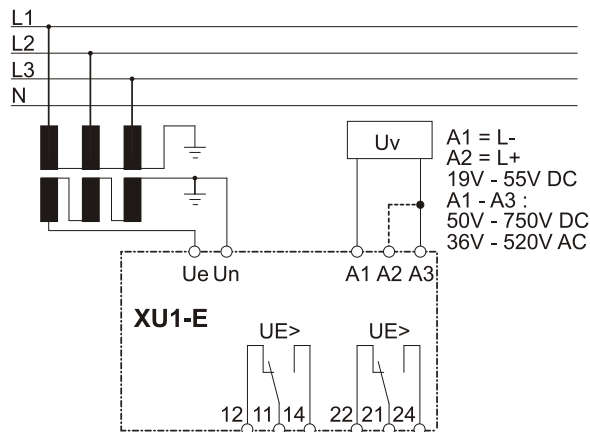 L1
L2
L3
N
Uv
A1 = L-
A2 = L+
19V - 55V DC
A1 - A3 :
50V - 750V DC
36V - 520V AC
Ue Un
A1 A2 A3
XU1-E
UE> UE>
12 11 14 22 21 24